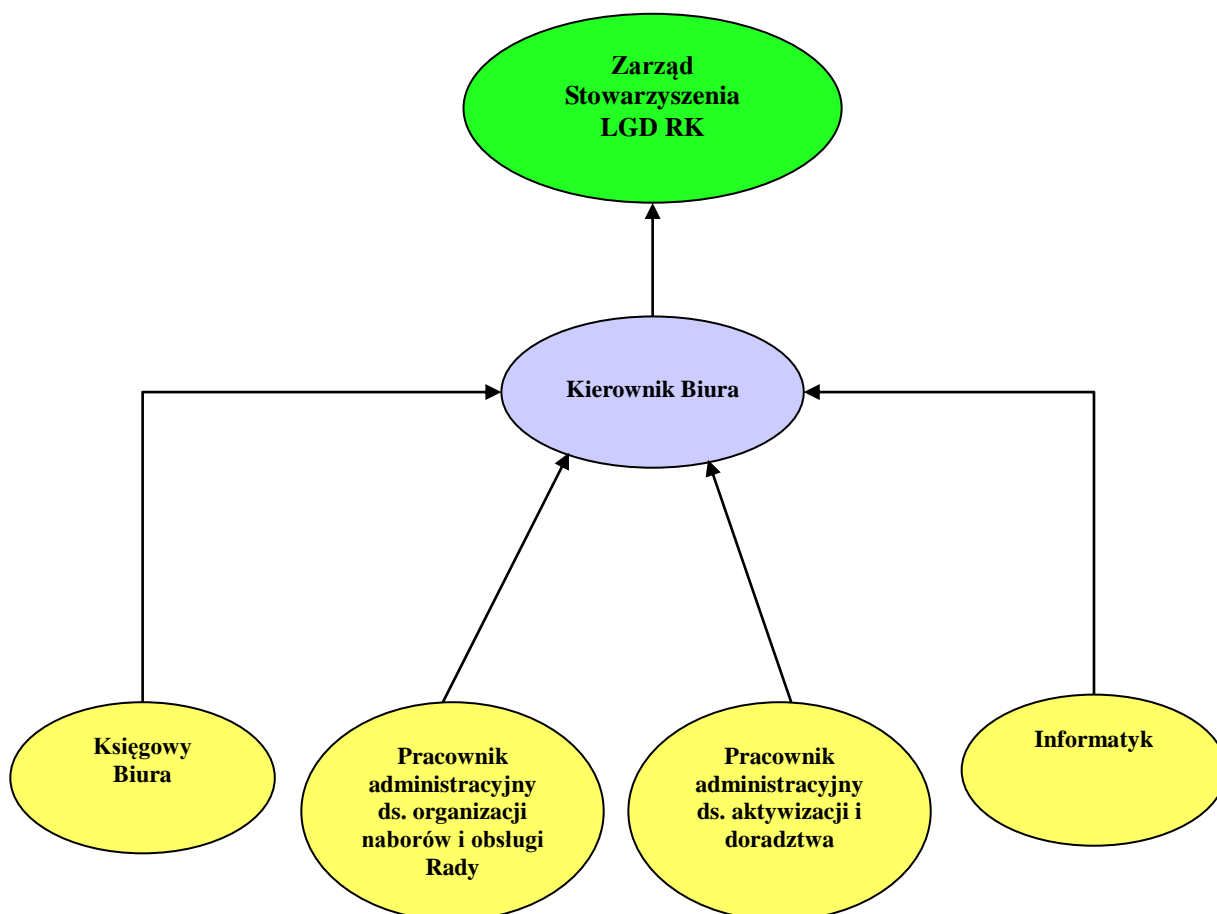 Zarząd
Stowarzyszenia
LGD RK
Kierownik Biura
Księgowy
Biura
Pracownik
administracyjny
ds. organizacji
naborów i obsługi
Rady
Pracownik
administracyjny
ds. aktywizacji i
doradztwa
Informatyk